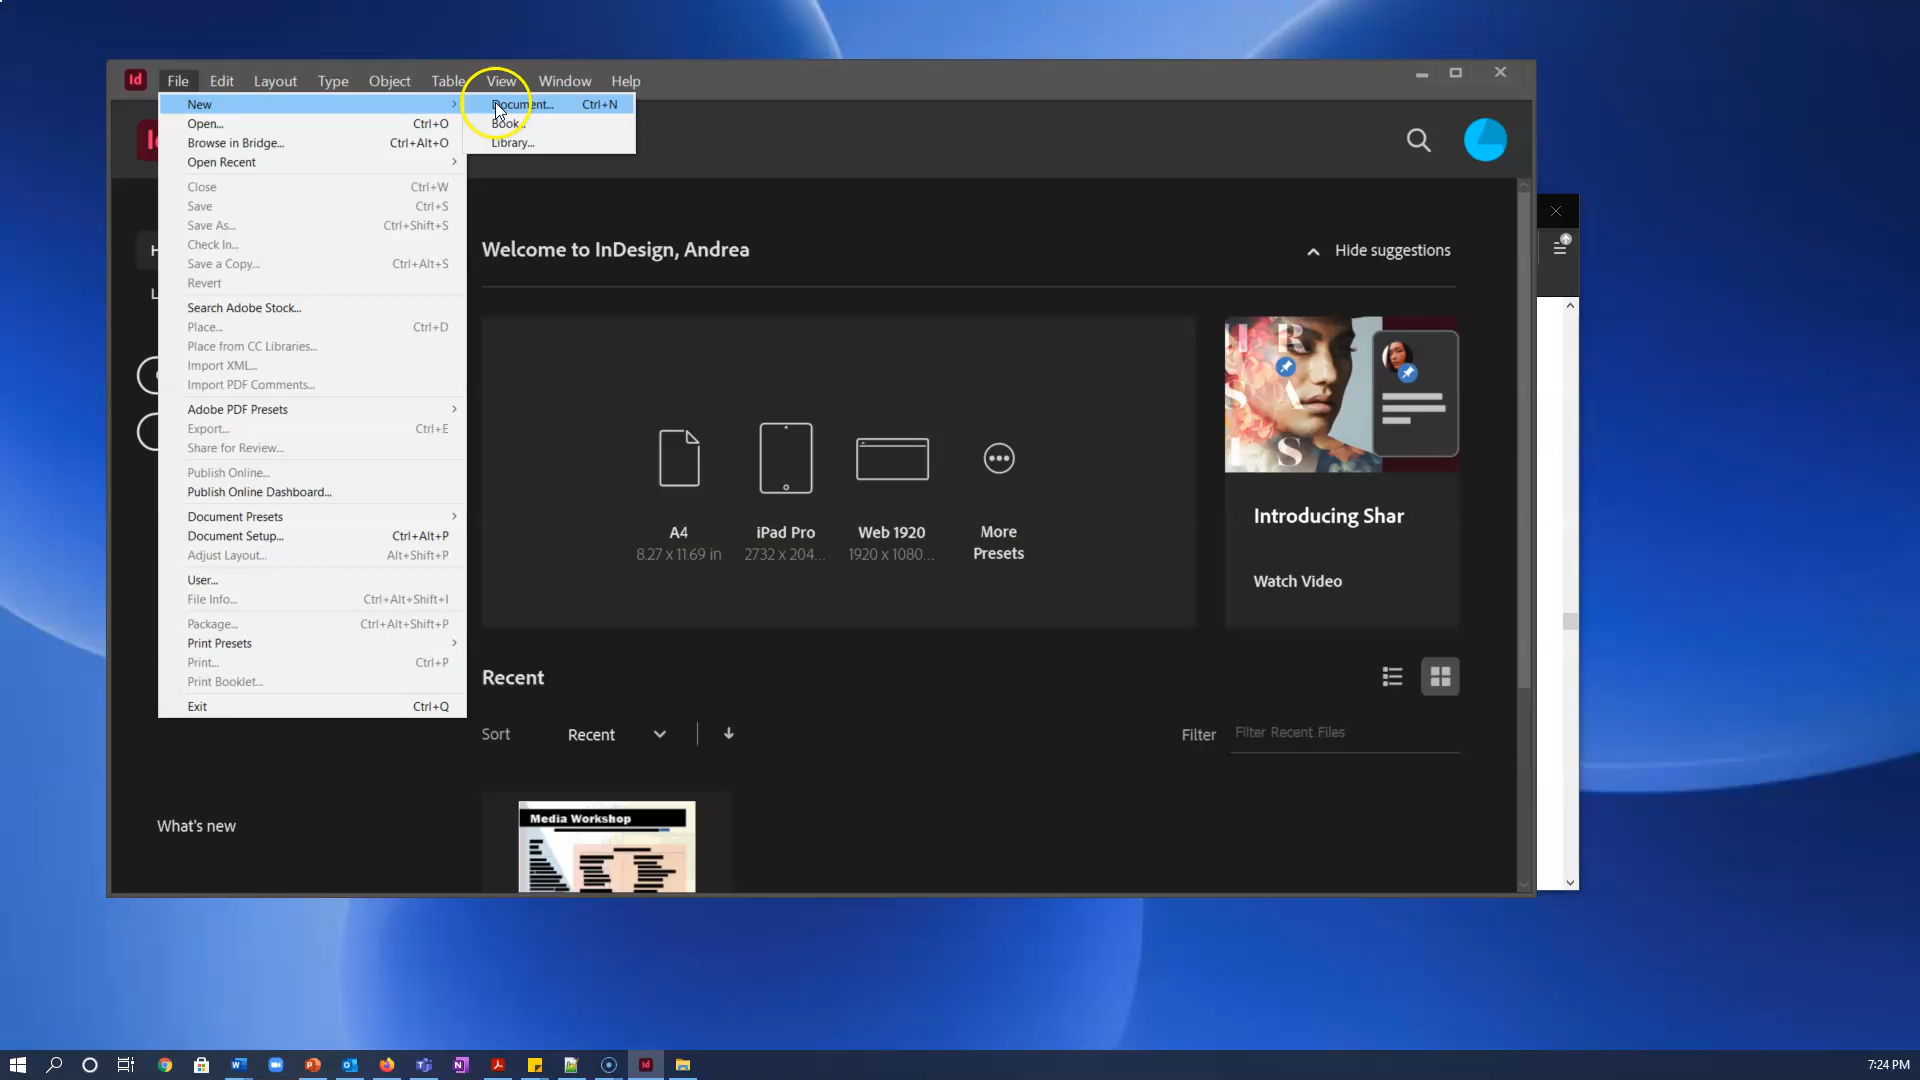 Id File Edit Layout Type Object Table View Window Help
New
Document... Ctrl+N
Open... Ctrl+O
Book...
Browse in Bridge... Ctrl+Alt+O
Library...
Open Recent
Close Ctrl+W
Save Ctrl+S
Save As... Ctrl+Shift+S
Check In...
Save a Copy... Ctrl+Alt+S
Revert
Search Adobe Stock...
Place... Ctrl+D
Place from CC Libraries...
Import XML...
Import PDF Comments...
Adobe PDF Presets
Export... Ctrl+E
Share for Review...
Publish Online...
Publish Online Dashboard...
Document Presets
Document Setup... Ctrl+Alt+P
Adjust Layout... Alt+Shift+P
User...
File Info... Ctrl+Alt+Shift+I
Package... Ctrl+Alt+Shift+P
Print Presets
Print... Ctrl+P
Print Booklet...
Exit Ctrl+Q
Welcome to InDesign, Andrea
Hide suggestions
A4
8.27 x 11.69 in
iPad Pro
2732 x 204...
Web 1920
1920 x 1080...
More
Presets
I R
S A
I S
Introducing Shar
Watch Video
Recent
Sort Recent
Filter Filter Recent Files
What's new
Media Workshop
7:24 PM